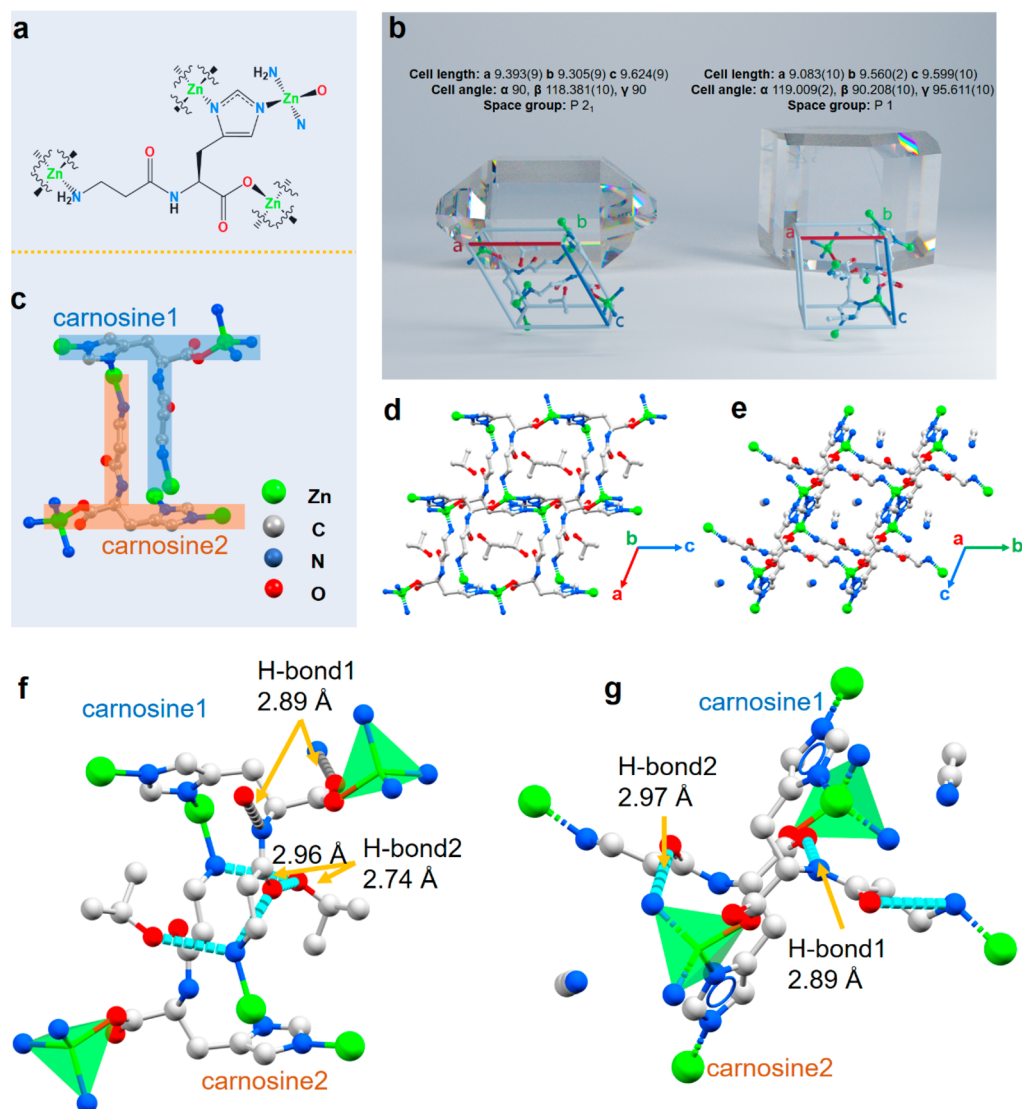 a
H₂N
Zn
Zn
O
N
N
N
O
Zn
H₂N
N
H
O
O
Zn
b
Cell length: a 9.393(9) b 9.305(9) c 9.624(9)
Cell angle: α 90, β 118.381(10), γ 90
Space group: P 2₁
Cell length: a 9.083(10) b 9.560(2) c 9.599(10)
Cell angle: α 119.009(2), β 90.208(10), γ 95.611(10)
Space group: P 1
a
b
c
a
b
c
c
carnosine1
carnosine2
Zn
C
N
O
d
b
c
a
e
a
b
c
f
carnosine1
H-bond1
2.89 Å
2.96 Å
H-bond2
2.74 Å
carnosine2
g
carnosine1
H-bond2
2.97 Å
H-bond1
2.89 Å
carnosine2